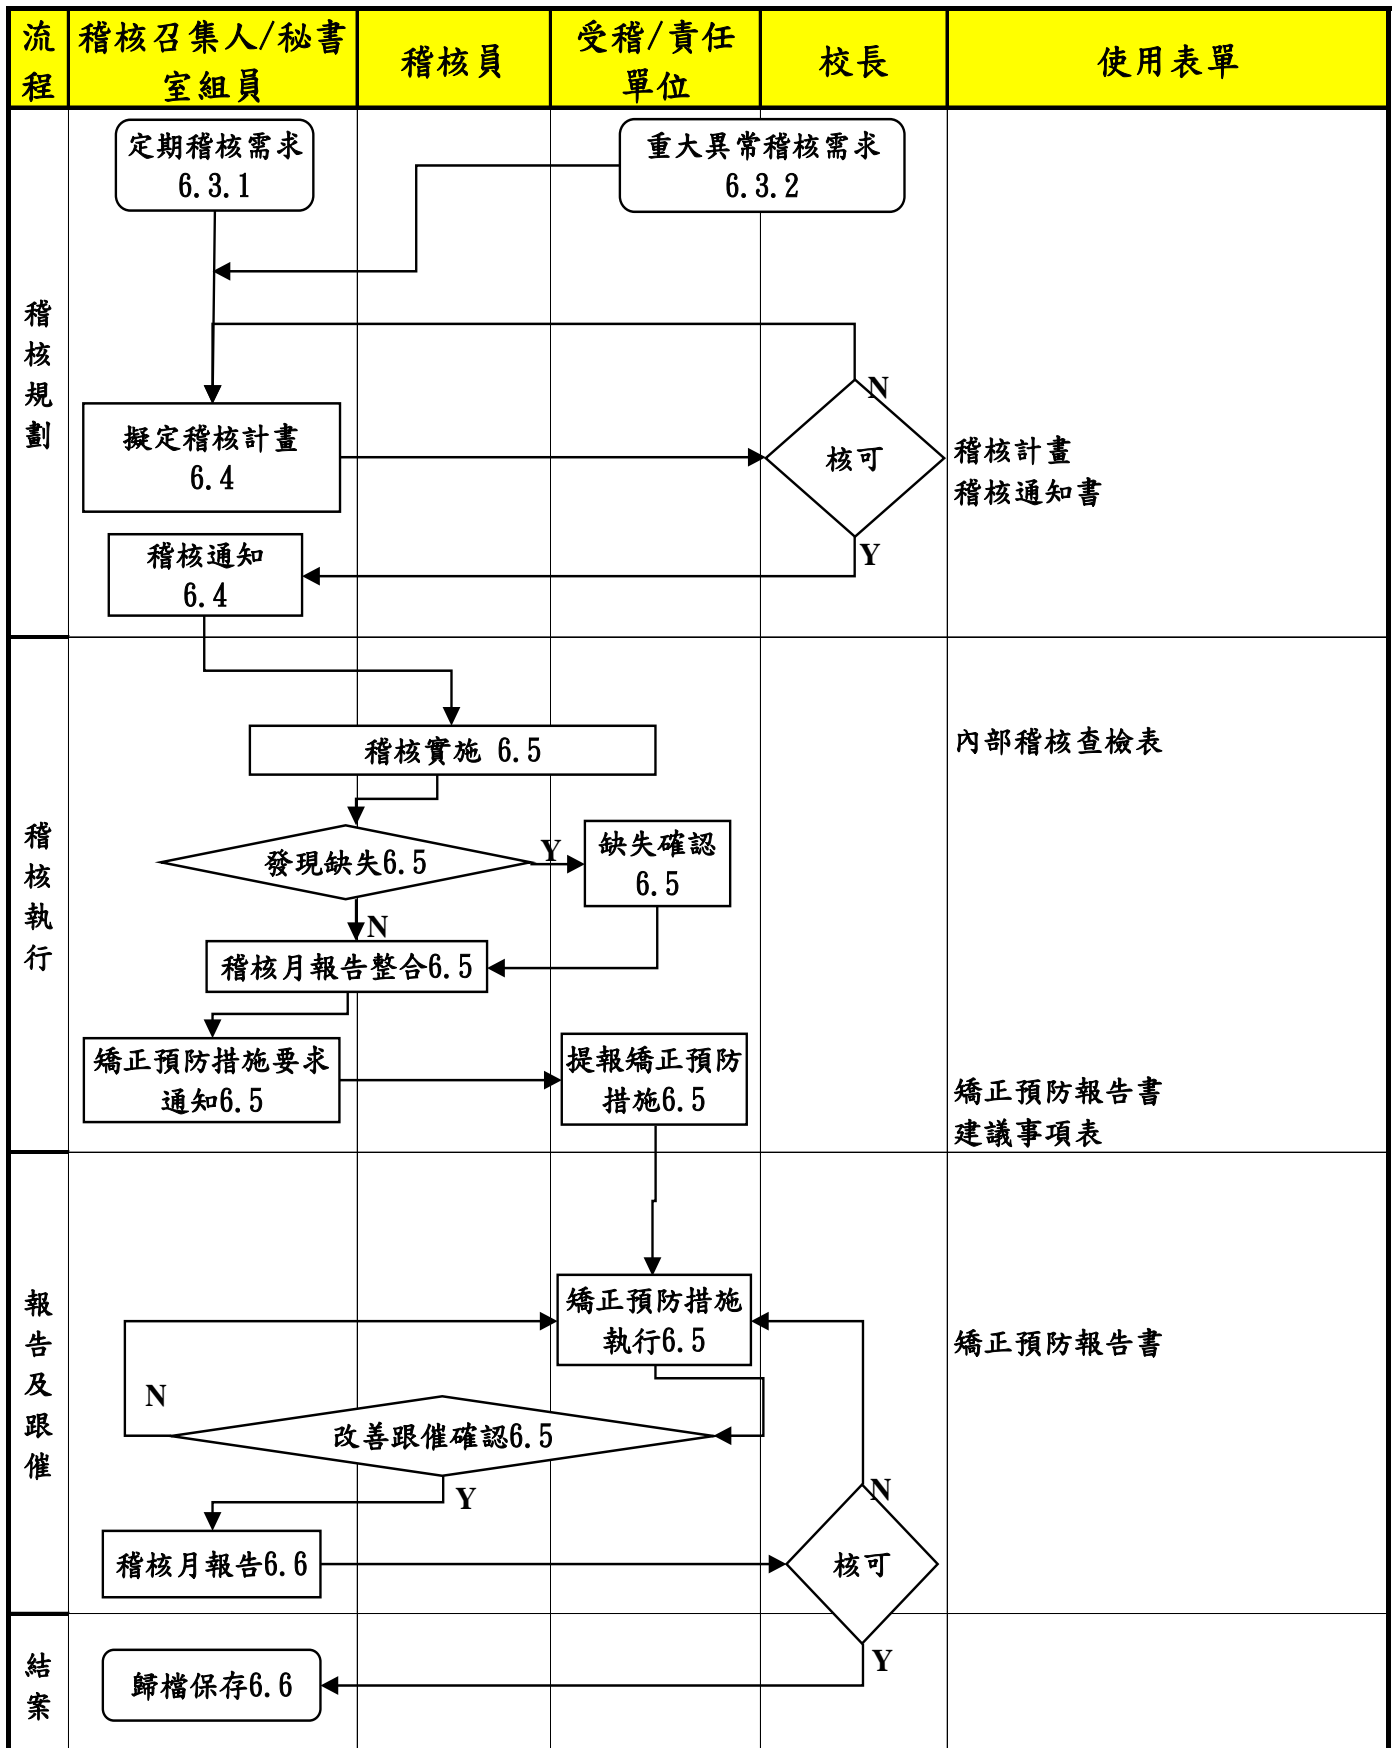 流
程
稽核召集人/秘書
室組員
稽核員
受稽/責任
單位
校長
使用表單
稽
核
規
劃
定期稽核需求
6.3.1
重大異常稽核需求
6.3.2
擬定稽核計畫
6.4
核可
N
Y
稽核計畫
稽核通知書
稽核通知
6.4
稽
核
執
行
稽核實施 6.5
內部稽核查檢表
發現缺失6.5
Y
N
缺失確認
6.5
稽核月報告整合6.5
矯正預防措施要求
通知6.5
提報矯正預防
措施6.5
矯正預防報告書
建議事項表
報
告
及
跟
催
矯正預防措施
執行6.5
矯正預防報告書
N
改善跟催確認6.5
Y
稽核月報告6.6
N
核可
Y
結
案
歸檔保存6.6